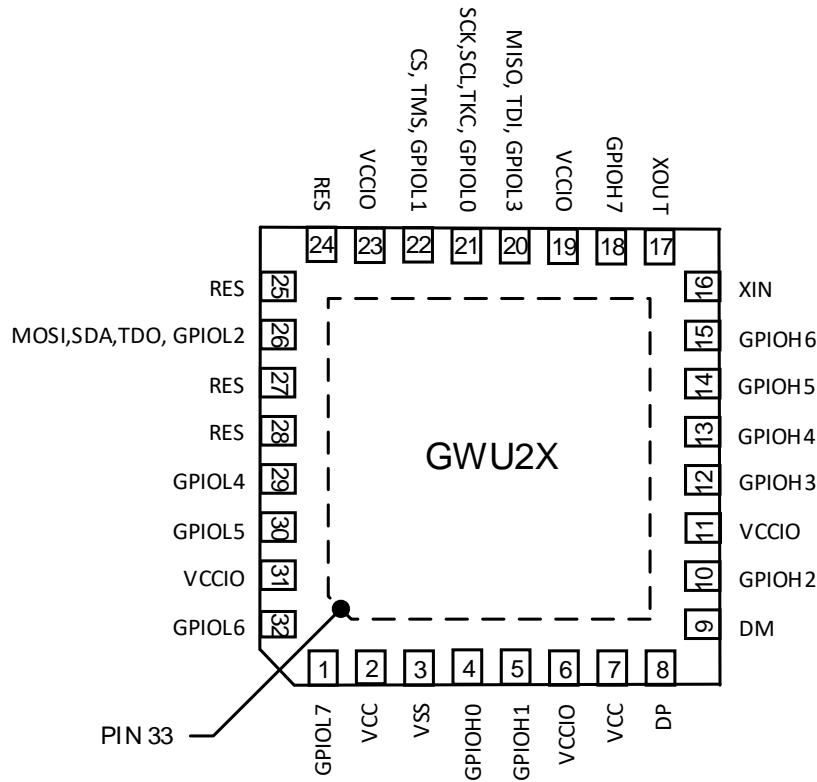 SCK,SCL,TKC, GPIOL0
MISO, TDI, GPIOL3
CS, TMS, GPIOL1
GPIOH7
VCCIO
VCCIO
XOUT
RES
24
23
22
21
20
19
18
17
RES
25
16
XIN
MOSI,SDA,TDO, GPIOL2
26
15
GPIOH6
RES
27
14
GPIOH5
RES
28
13
GPIOH4
GWU2X
GPIOL4
29
12
GPIOH3
GPIOL5
30
11
VCCIO
VCCIO
31
10
GPIOH2
GPIOL6
32
9
DM
1
2
3
4
5
6
7
8
PIN 33
GPIOL7
VCC
VSS
GPIOH0
GPIOH1
VCCIO
VCC
DP